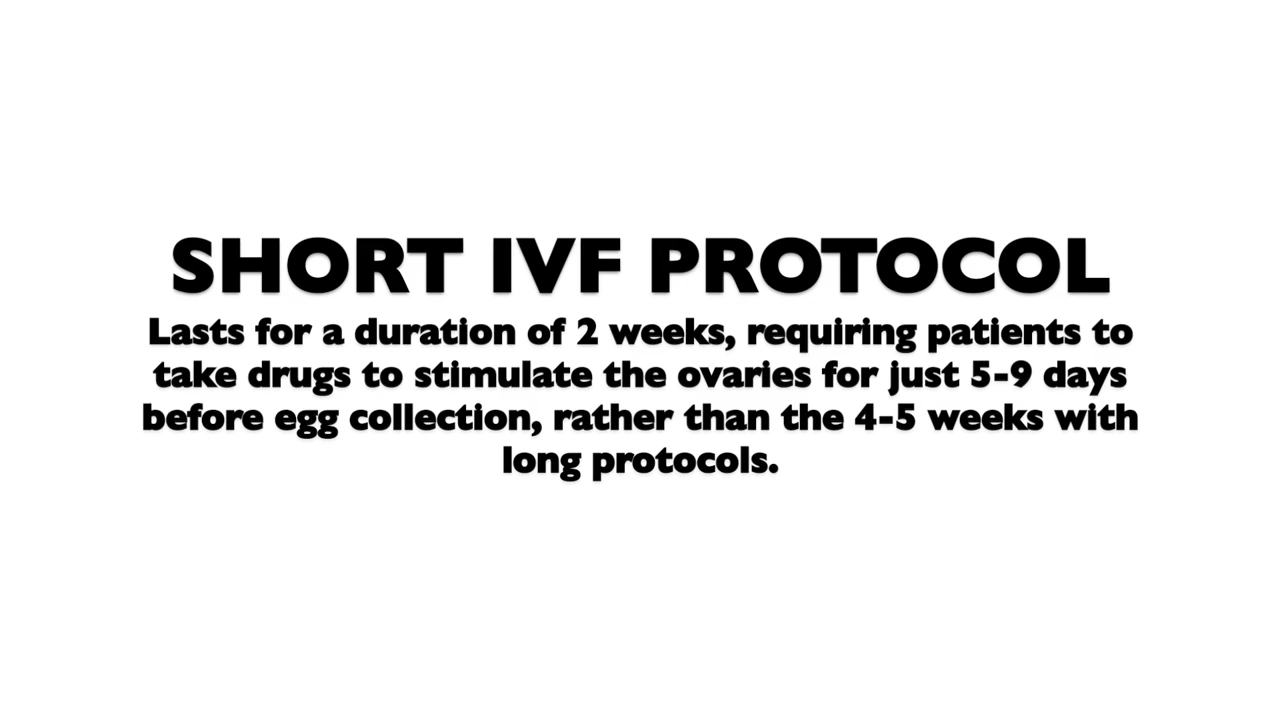 SHORT IVF PROTOCOL
Lasts for a duration of 2 weeks, requiring patients to
take drugs to stimulate the ovaries for just 5-9 days
before egg collection, rather than the 4-5 weeks with
long protocols.